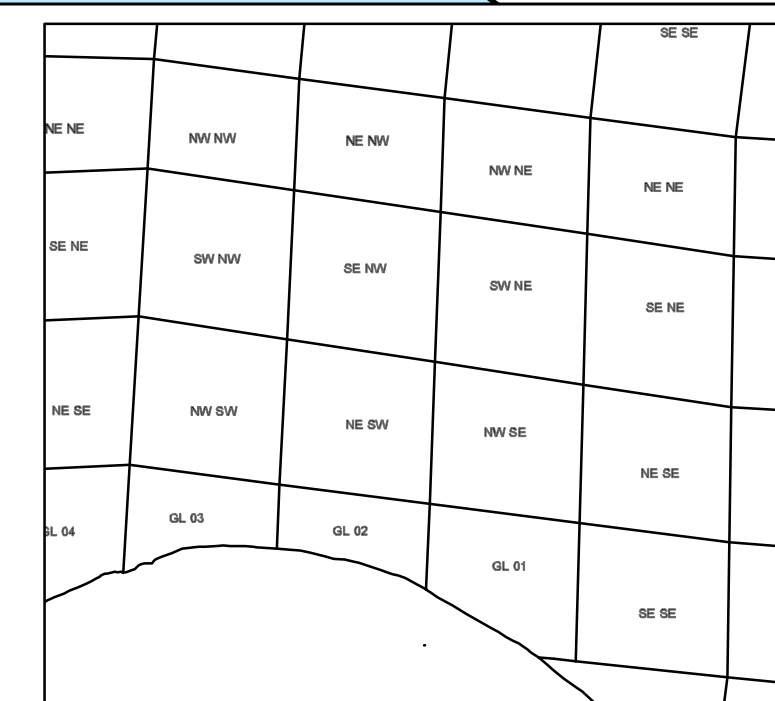 SE SE
NE NE
NW NW
NE NW
NW NE
NE NE
SE NE
SW NW
SE NW
SW NE
SE NE
NE SE
NW SW
NE SW
NW SE
NE SE
GL 04
GL 03
GL 02
GL 01
SE SE